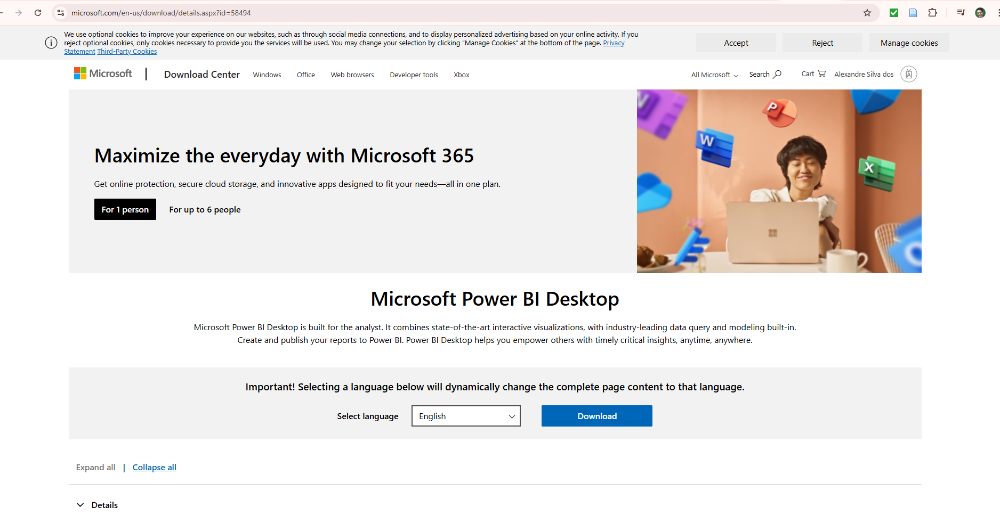 microsoft.com/en-us/download/details.aspx?id=58494
We use optional cookies to improve your experience on our websites, such as through social media connections, and to display personalized advertising based on your online activity. If you
reject optional cookies, only cookies necessary to provide you the services will be used. You may change your selection by clicking “Manage Cookies” at the bottom of the page. Privacy
Statement Third-Party Cookies
Accept
Reject
Manage cookies
Microsoft
Download Center
Windows
Office
Web browsers
Developer tools
Xbox
All Microsoft
Search
Cart
Alexandre Silva dos
Maximize the everyday with Microsoft 365
Get online protection, secure cloud storage, and innovative apps designed to fit your needs—all in one plan.
For 1 person
For up to 6 people
N
P
W
X
O
Microsoft Power BI Desktop
Microsoft Power BI Desktop is built for the analyst. It combines state-of-the-art interactive visualizations, with industry-leading data query and modeling built-in.
Create and publish your reports to Power BI. Power BI Desktop helps you empower others with timely critical insights, anytime, anywhere.
Important! Selecting a language below will dynamically change the complete page content to that language.
Select language
English
Download
Expand all | Collapse all
Details